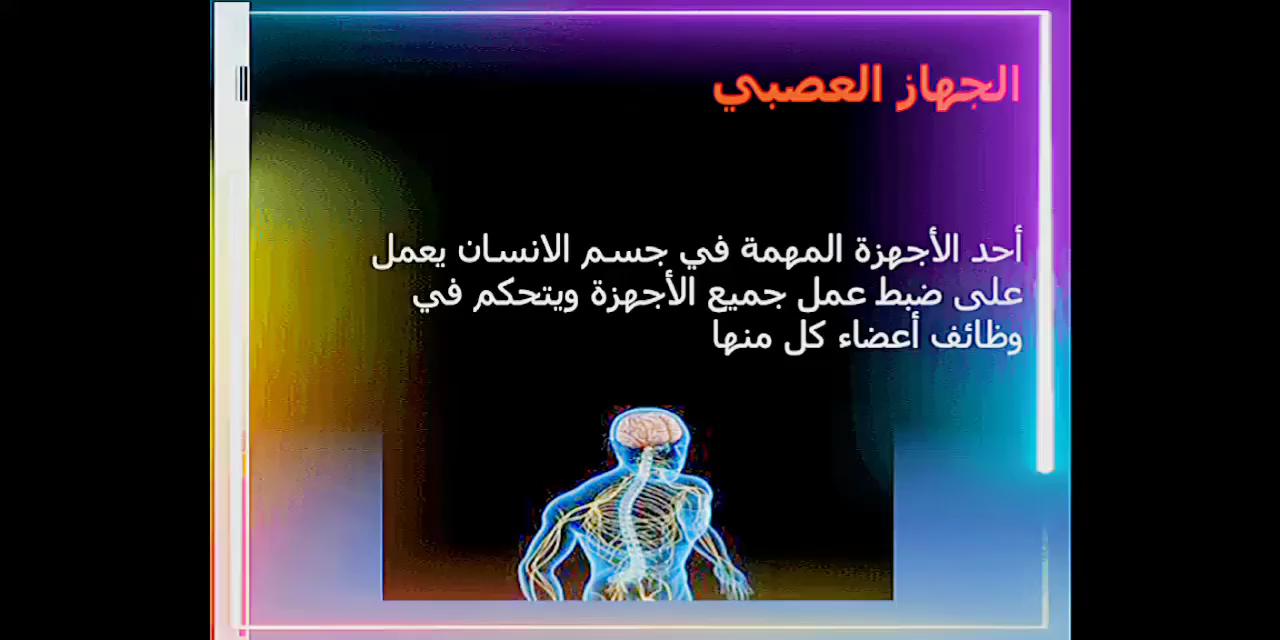 الجهاز العصبي
أحد الأجهزة المهمة في جسم الانسان يعمل
على ضبط عمل جميع الأجهزة ويتحكم في
وظائف أعضاء كل منها